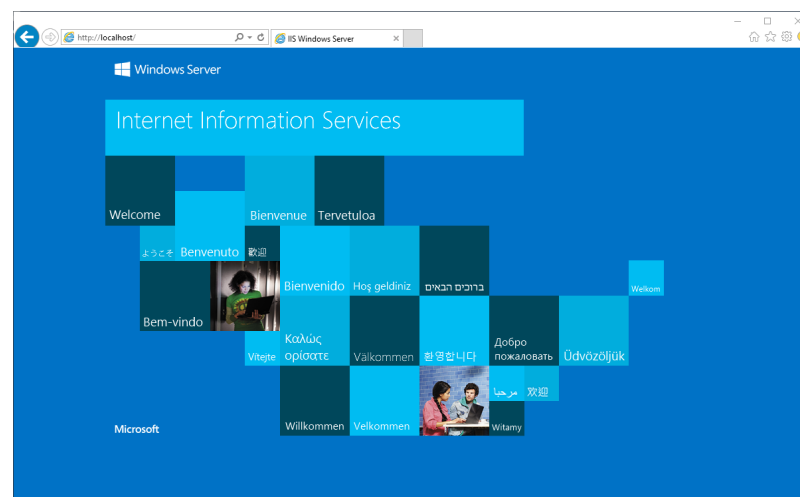 http://localhost/
IIS Windows Server
Windows Server
Internet Information Services
Welcome
Bienvenue
Tervetuloa
ようこそ
Benvenuto
歡迎
Bienvenido
Hoş geldiniz
ברוכים הבאים
Welkom
Bem-vindo
Vítejte
Καλώς
ορίσατε
Välkommen
환영합니다
Добро
пожаловать
Üdvözöljük
مرحبا
欢迎
Microsoft
Willkommen
Velkommen
Witamy